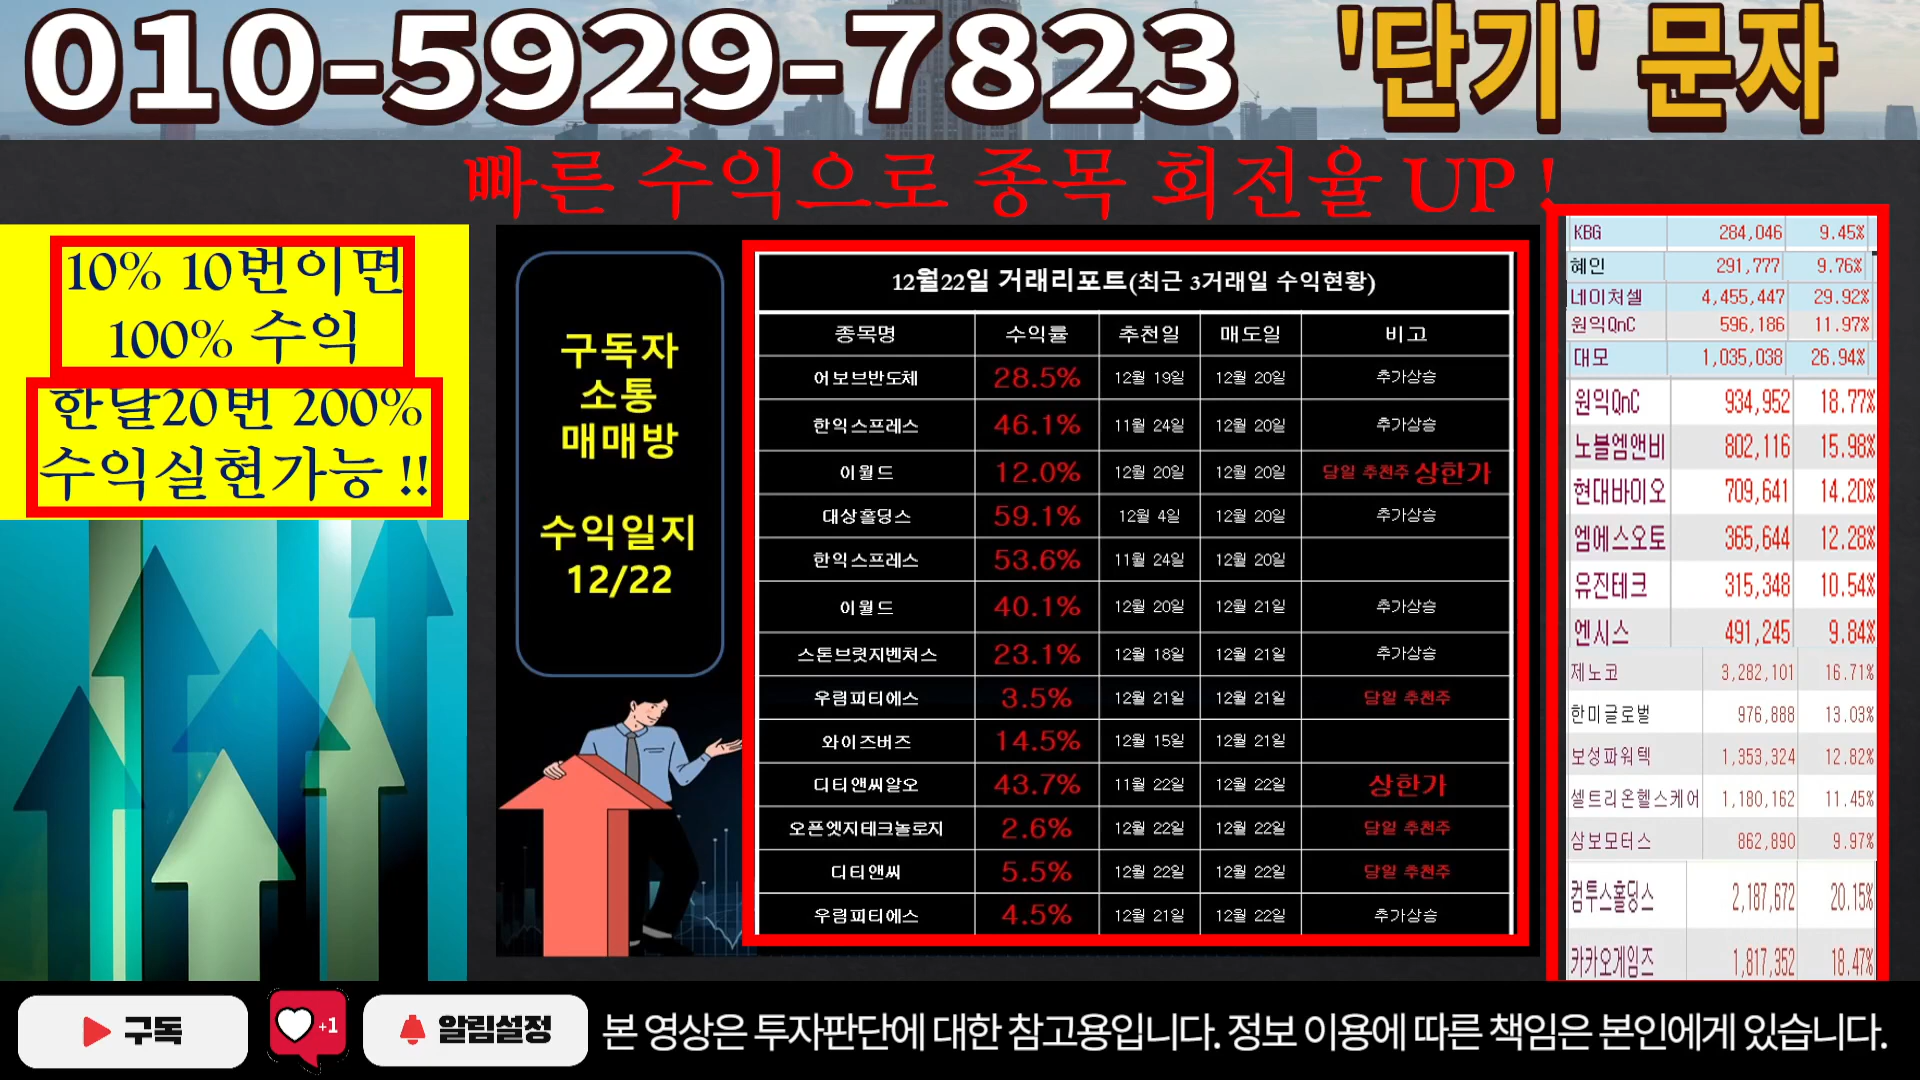 010-5929-7823 '단기' 문자
빠른 수익으로 종목 회전율 UP !
10% 10번이면
100% 수익
한달20번 200%
수익실현가능 !!
구독자
소통
매매방
수익일지
12/22
12월22일 거래리포트(최근 3거래일 수익현황)
종목명 수익률 추천일 매도일 비고
어보브반도체 28.5% 12월 19일 12월 20일 추가상승
한익스프레스 46.1% 11월 24일 12월 20일 추가상승
이월드 12.0% 12월 20일 12월 20일 당일 추천주 상한가
대상홀딩스 59.1% 12월 4일 12월 20일 추가상승
한익스프레스 53.6% 11월 24일 12월 20일
이월드 40.1% 12월 20일 12월 21일 추가상승
스톤브릿지벤처스 23.1% 12월 18일 12월 21일 추가상승
우림피티에스 3.5% 12월 21일 12월 21일 당일 추천주
와이즈버즈 14.5% 12월 15일 12월 21일
디티앤씨알오 43.7% 11월 22일 12월 22일 상한가
오픈엣지테크놀로지 2.6% 12월 22일 12월 22일 당일 추천주
디티앤씨 5.5% 12월 22일 12월 22일 당일 추천주
우림피티에스 4.5% 12월 21일 12월 22일 추가상승
KBG 284,046 9.45%
혜인 291,777 9.76%
네이처셀 4,455,447 29.92%
원익QnC 596,186 11.97%
대모 1,035,038 26.94%
원익QnC 934,952 18.77%
노블엠앤비 802,116 15.98%
현대바이오 709,641 14.20%
엠에스오토 365,644 12.28%
유진테크 315,348 10.54%
엔시스 491,245 9.84%
제노코 3,282,101 16.71%
한미글로벌 976,888 13.03%
보성파워텍 1,353,324 12.82%
셀트리온헬스케어 1,180,162 11.45%
삼보모터스 862,890 9.97%
컴투스홀딩스 2,187,672 20.15%
카카오게임즈 1,817,352 18.47%
구독 +1 알림설정 본 영상은 투자판단에 대한 참고용입니다. 정보 이용에 따른 책임은 본인에게 있습니다.